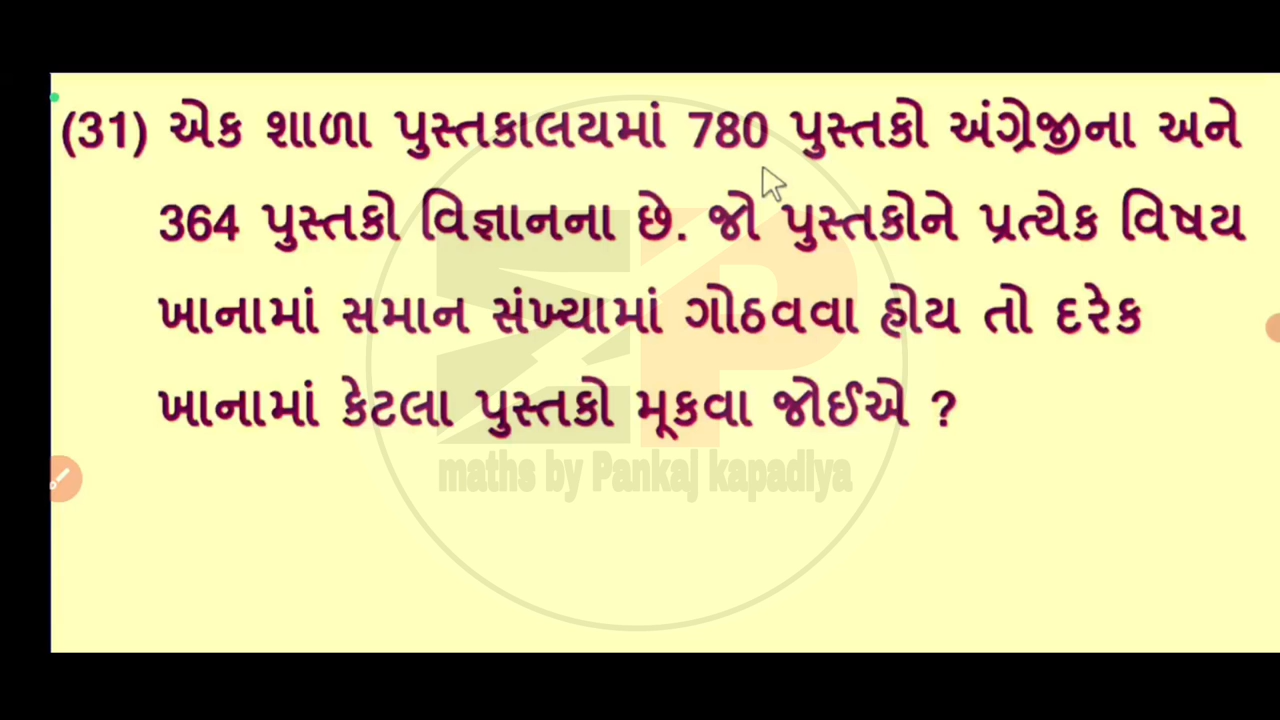 (31) એક શાળા પુસ્તકાલયમાં 780 પુસ્તકો અંગ્રેજીના અને
364 પુસ્તકો વિજ્ઞાનના છે. જો પુસ્તકોને પ્રત્યેક વિષય
ખાનામાં સમાન સંખ્યામાં ગોઠવવા હોય તો દરેક
ખાનામાં કેટલા પુસ્તકો મૂકવા જોઈએ ?
maths by Pankaj kapadiya